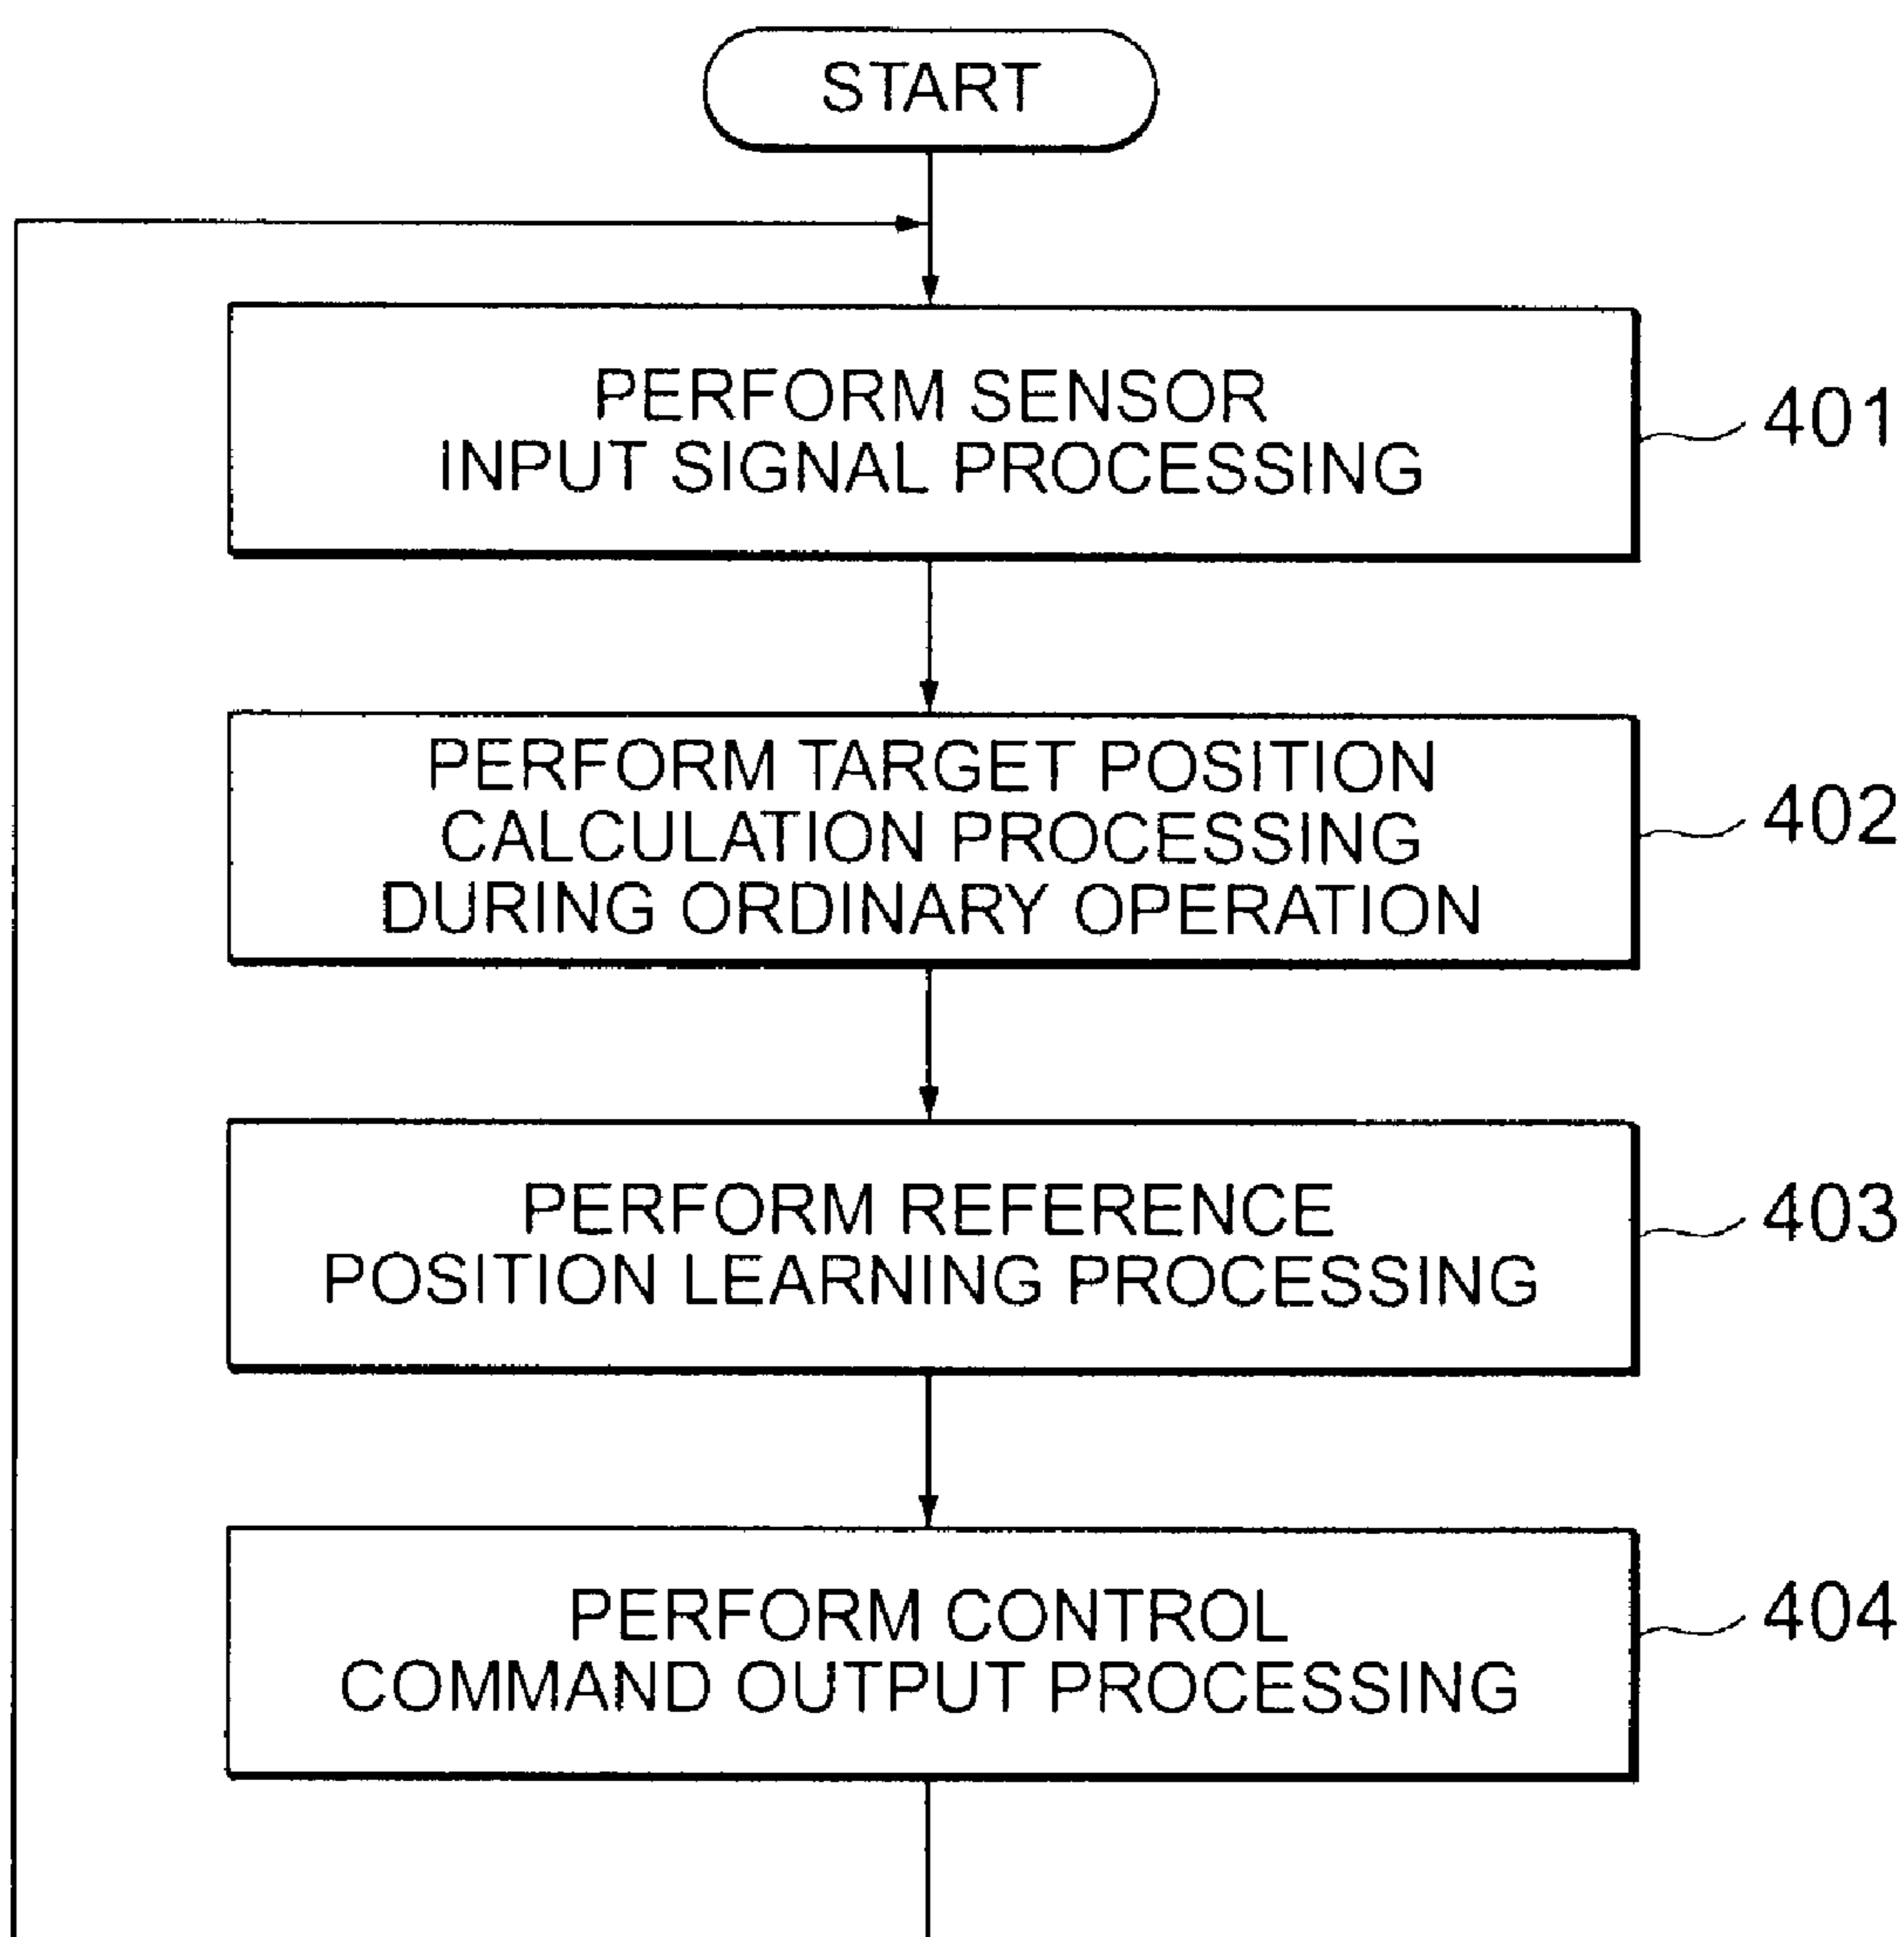 START
PERFORM SENSOR
INPUT SIGNAL PROCESSING
401
PERFORM TARGET POSITION
CALCULATION PROCESSING
DURING ORDINARY OPERATION
402
PERFORM REFERENCE
POSITION LEARNING PROCESSING
403
PERFORM CONTROL
COMMAND OUTPUT PROCESSING
404